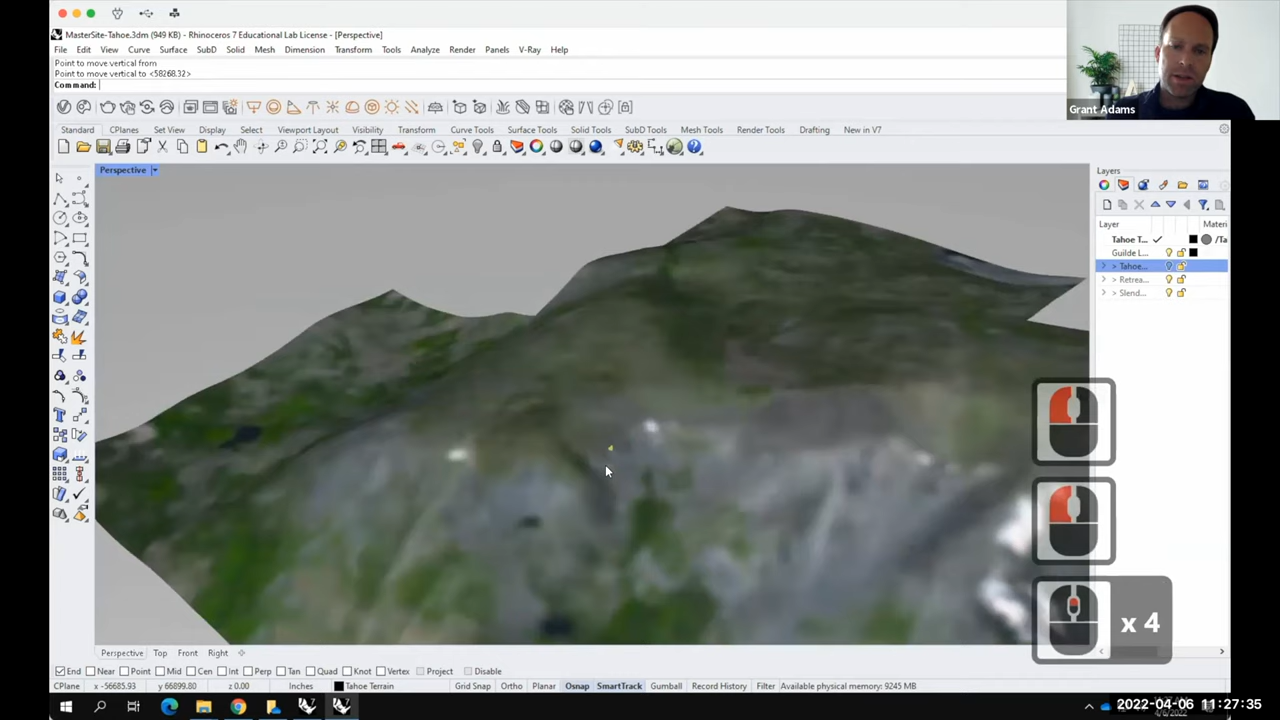 MasterSite-Tahoe.3dm (949 KB) - Rhinoceros 7 Educational Lab License - [Perspective]
File Edit View Curve Surface SubD Solid Mesh Dimension Transform Tools Analyze Render Panels V-Ray Help
Point to move vertical from
Point to move vertical to <58268.32>
Command:
Grant Adams
Standard CPlanes Set View Display Select Viewport Layout Visibility Transform Curve Tools Surface Tools Solid Tools SubD Tools Mesh Tools Render Tools Drafting New in V7
Perspective
Layers
Layer Materi
Tahoe T... /Ta
Guilde L...
> Tahoe...
> Retrea...
> Slend...
x 4
Perspective Top Front Right
End Near Point Mid Cen Int Perp Tan Quad Knot Vertex Project Disable
CPlane x -56685.93 y 66899.80 z 0.00 Inches Tahoe Terrain Grid Snap Ortho Planar Osnap SmartTrack Gumball Record History Filter Available physical memory: 9245 MB
2022-04-06 11:27:35